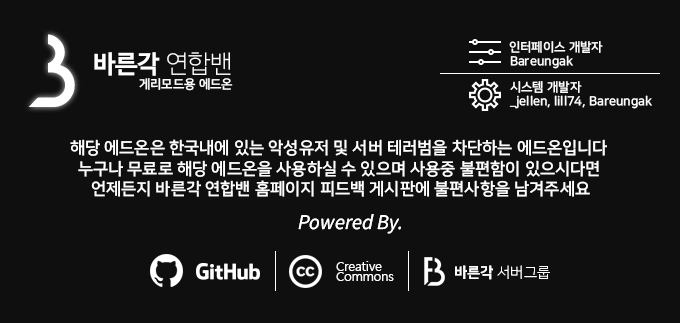 바른각 연합밴
게리모드용 에드온
인터페이스 개발자
Bareungak
시스템 개발자
_jellen, lill74, Bareungak
해당 에드온은 한국내에 있는 악성유저 및 서버 테러범을 차단하는 에드온입니다
누구나 무료로 해당 에드온을 사용하실 수 있으며 사용중 불편함이 있으시다면
언제든지 바른각 연합밴 홈페이지 피드백 게시판에 불편사항을 남겨주세요
Powered By.
GitHub
cc
Creative
Commons
바른각 서버그룹